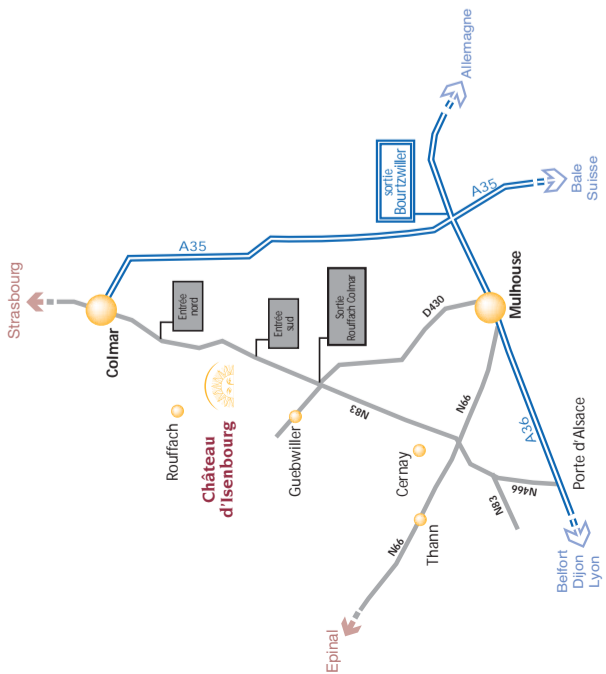 Strasbourg
Colmar
A35
Entrée
nord
Entrée
sud
Sortie
Rouffach Colmar
sortie
Bourtzwiller
Allemagne
A35
Bale
Suisse
Rouffach
Château
d'Isenbourg
Guebwiller
D430
Mulhouse
N83
N66
Cernay
Thann
N66
Epinal
N83
N466
A36
Porte d'Alsace
Belfort
Dijon
Lyon